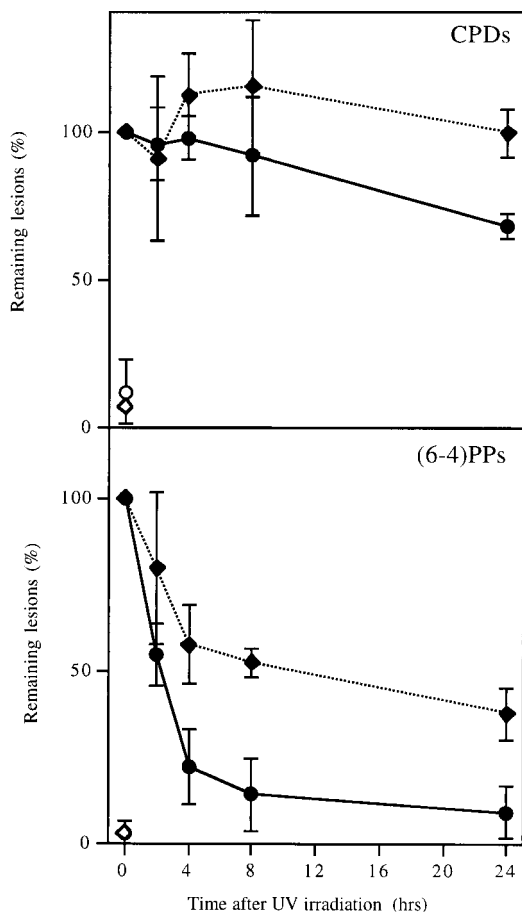 CPDs
Remaining lesions (%)
100
50
0
(6-4)PPs
Remaining lesions (%)
100
50
0
0 4 8 12 16 20 24
Time after UV irradiation (hrs)